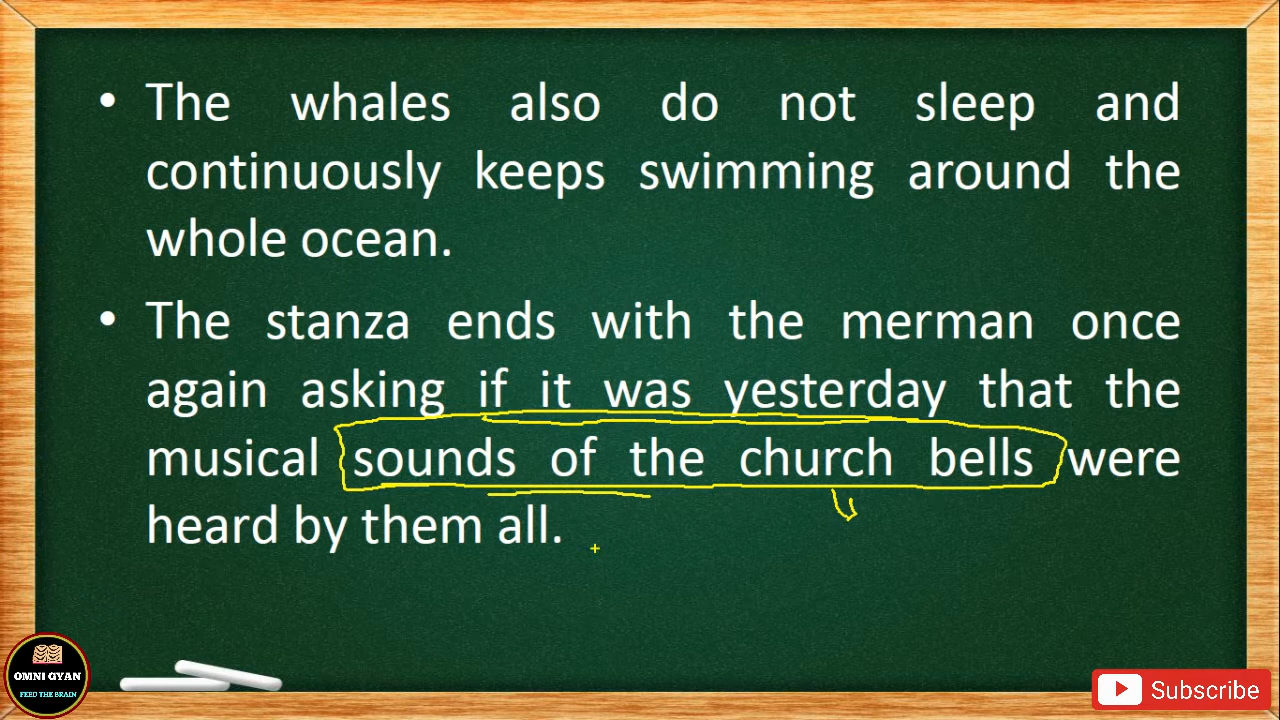 • The whales also do not sleep and
continuously keeps swimming around the
whole ocean.
• The stanza ends with the merman once
again asking if it was yesterday that the
musical sounds of the church bells were
heard by them all.
OMNI GYAN
FEED THE BRAIN
Subscribe